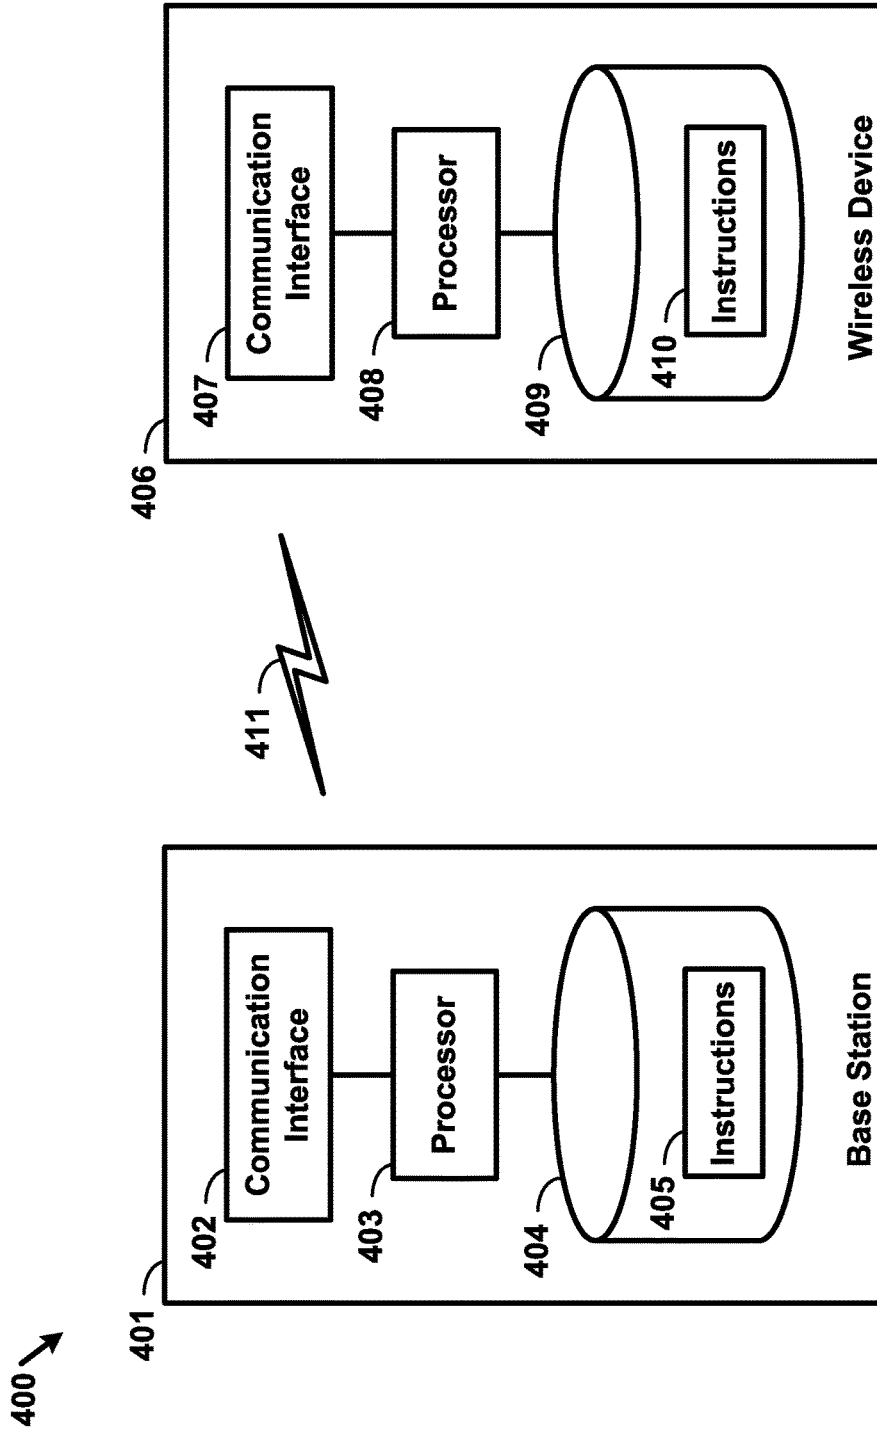 400
401
402
Communication
Interface
403
Processor
404
405
Instructions
Base Station
411
406
407
Communication
Interface
408
Processor
409
410
Instructions
Wireless Device